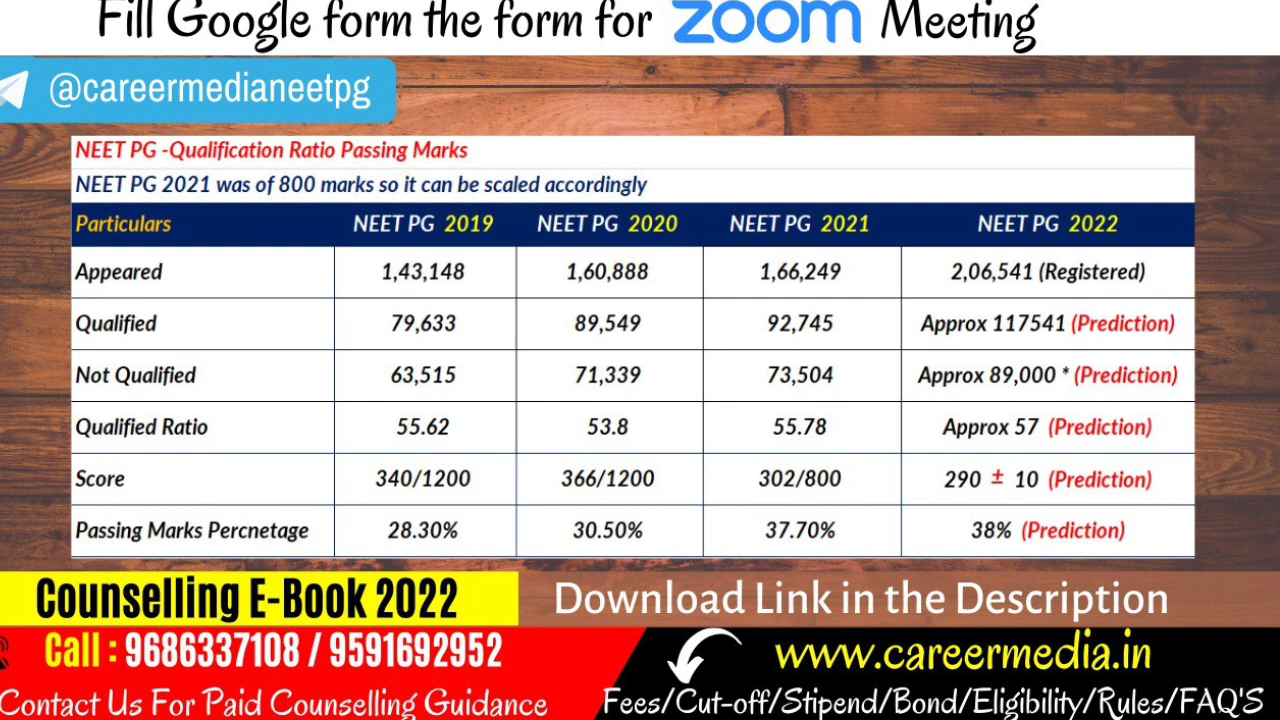 Fill Google form the form for zoom Meeting
@careermedianeetpg
NEET PG -Qualification Ratio Passing Marks
NEET PG 2021 was of 800 marks so it can be scaled accordingly
Particulars NEET PG 2019 NEET PG 2020 NEET PG 2021 NEET PG 2022
Appeared 1,43,148 1,60,888 1,66,249 2,06,541 (Registered)
Qualified 79,633 89,549 92,745 Approx 117541 (Prediction)
Not Qualified 63,515 71,339 73,504 Approx 89,000 * (Prediction)
Qualified Ratio 55.62 53.8 55.78 Approx 57 (Prediction)
Score 340/1200 366/1200 302/800 290 ± 10 (Prediction)
Passing Marks Percnetage 28.30% 30.50% 37.70% 38% (Prediction)
Counselling E-Book 2022 Download Link in the Description
Call : 9686337108 / 9591692952 www.careermedia.in
Contact Us For Paid Counselling Guidance Fees/Cut-off/Stipend/Bond/Eligibility/Rules/FAQ'S